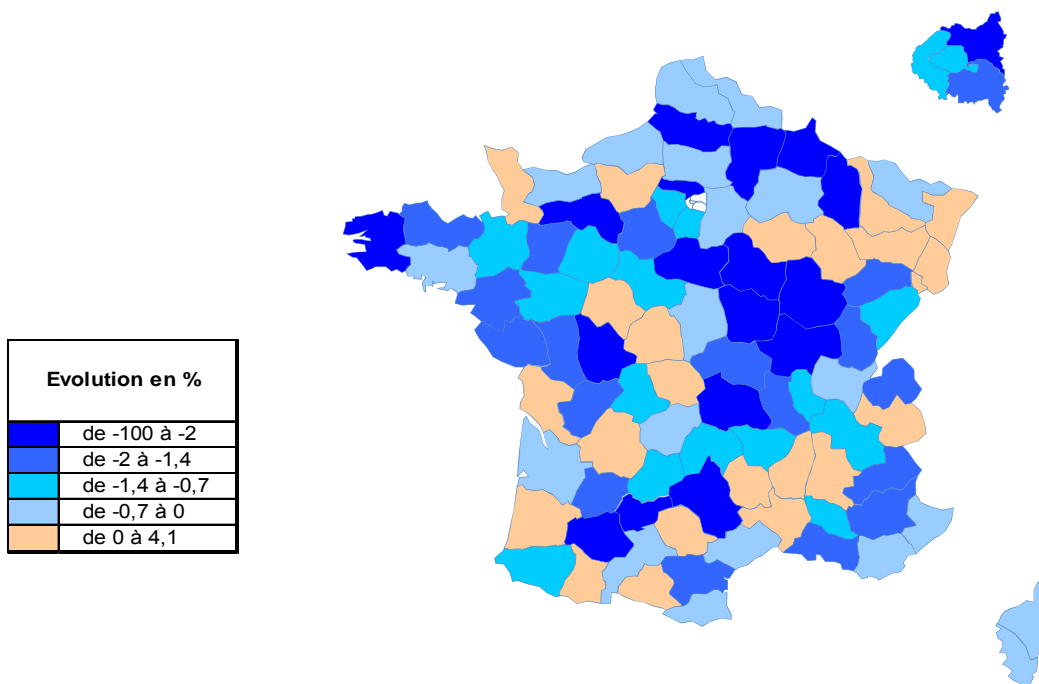 Evolution en %
de -100 à -2
de -2 à -1,4
de -1,4 à -0,7
de -0,7 à 0
de 0 à 4,1